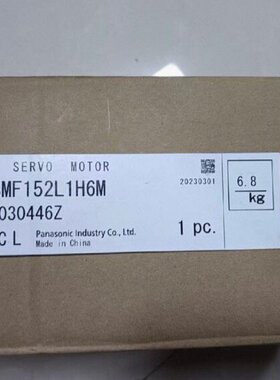 SERVO MOTOR
MF152L1H6M
20230301
6.8
kg
030446Z
1 pc.
C L
Panasonic Industry Co., Ltd.
Made in China